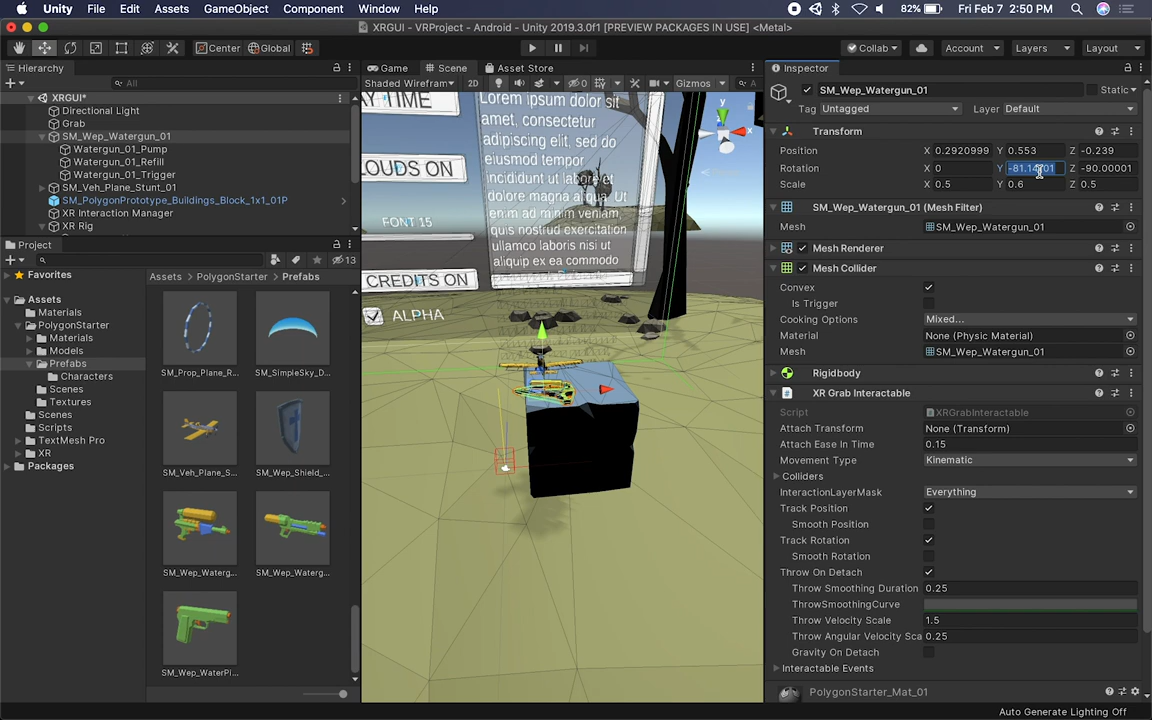 Unity File Edit Assets GameObject Component Window Help 82% Fri Feb 7 2:50 PM
XRGUI - VRProject - Android - Unity 2019.3.0f1 [PREVIEW PACKAGES IN USE] <Metal>
Center Global Collab Account Layers Layout
Hierarchy
All
XRGUI*
Directional Light
Grab
SM_Wep_Watergun_01
Watergun_01_Pump
Watergun_01_Refill
Watergun_01_Trigger
SM_Veh_Plane_Stunt_01
SM_PolygonPrototype_Buildings_Block_1x1_01P
XR Interaction Manager
XR Rig
Project
13
Favorites
Assets
Materials
PolygonStarter
Materials
Models
Prefabs
Characters
Scenes
Textures
Scenes
Scripts
TextMesh Pro
XR
Packages
Assets > PolygonStarter > Prefabs
SM_Prop_Plane_R...
SM_SimpleSky_D...
SM_Veh_Plane_S...
SM_Wep_Shield_...
SM_Wep_Waterg...
SM_Wep_Waterg...
SM_Wep_WaterPi...
Game Scene Asset Store
Shaded Wireframe 2D 0 Gizmos A
AY TIME
OUDS ON
FONT 15
CREDITS ON
ALPHA
Lorem ipsum dolor sit
amet, consectetur
adipiscing elit, sed do
eiusmod tempor
incididunt ut labore et
dolore magna aliqua. Ut
enim ad minim veniam,
quis nostrud exercitation
ullamco laboris nisi ut
aliquip ex ea commodo
y
x
Inspector
SM_Wep_Watergun_01 Static
Tag Untagged Layer Default
Transform
Position X 0.2920999 Y 0.553 Z -0.239
Rotation X 0 Y Z -90.00001
Scale X 0.5 Y 0.6 Z 0.5
SM_Wep_Watergun_01 (Mesh Filter)
Mesh SM_Wep_Watergun_01
Mesh Renderer
Mesh Collider
Convex
Is Trigger
Cooking Options Mixed...
Material None (Physic Material)
Mesh SM_Wep_Watergun_01
Rigidbody
XR Grab Interactable
Script XRGrabInteractable
Attach Transform None (Transform)
Attach Ease In Time 0.15
Movement Type Kinematic
Colliders
InteractionLayerMask Everything
Track Position
Smooth Position
Track Rotation
Smooth Rotation
Throw On Detach
Throw Smoothing Duration 0.25
ThrowSmoothingCurve
Throw Velocity Scale 1.5
Throw Angular Velocity Sca 0.25
Gravity On Detach
Interactable Events
PolygonStarter_Mat_01
Auto Generate Lighting Off